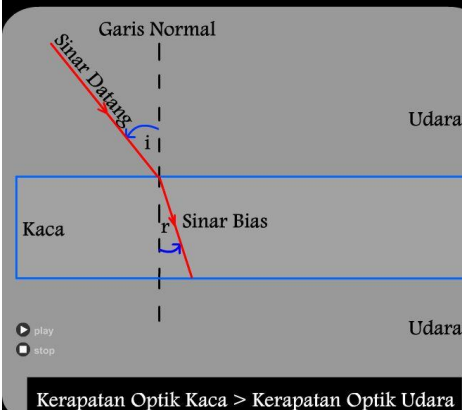 Garis Normal
Sinar Datang
Udara
i
Kaca
r
Sinar Bias
play
stop
Udara
Kerapatan Optik Kaca > Kerapatan Optik Udara